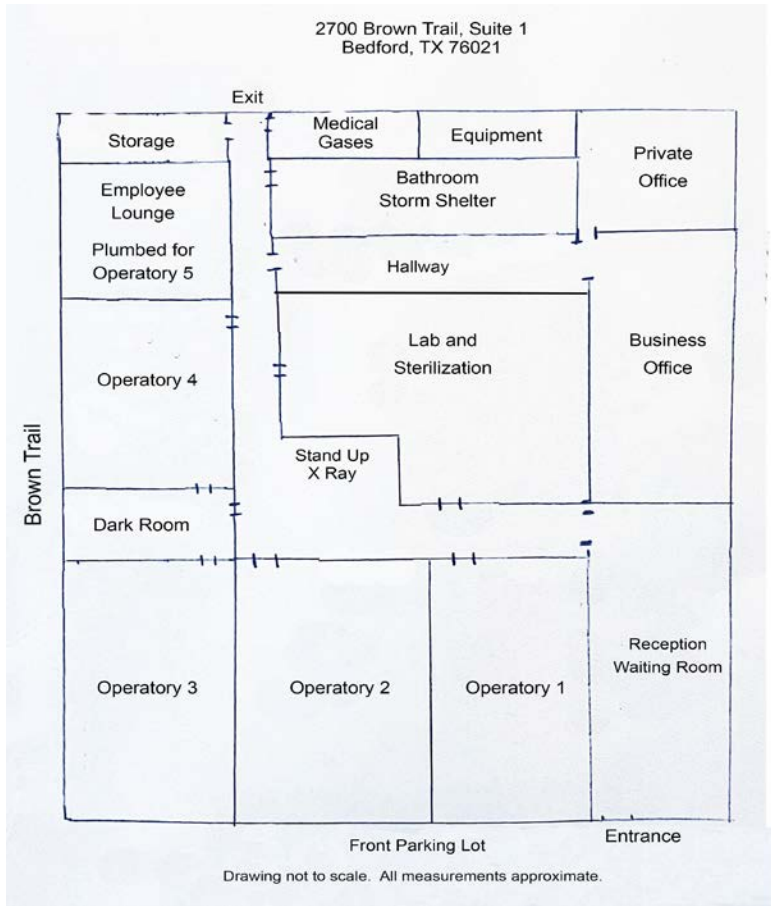 2700 Brown Trail, Suite 1
Bedford, TX 76021
Exit
Storage
Medical
Gases
Equipment
Private
Office
Employee
Lounge
Plumbed for
Operatory 5
Bathroom
Storm Shelter
Hallway
Operatory 4
Lab and
Sterilization
Business
Office
Stand Up
X Ray
Brown Trail
Dark Room
Operatory 3
Operatory 2
Operatory 1
Reception
Waiting Room
Front Parking Lot
Entrance
Drawing not to scale. All measurements approximate.